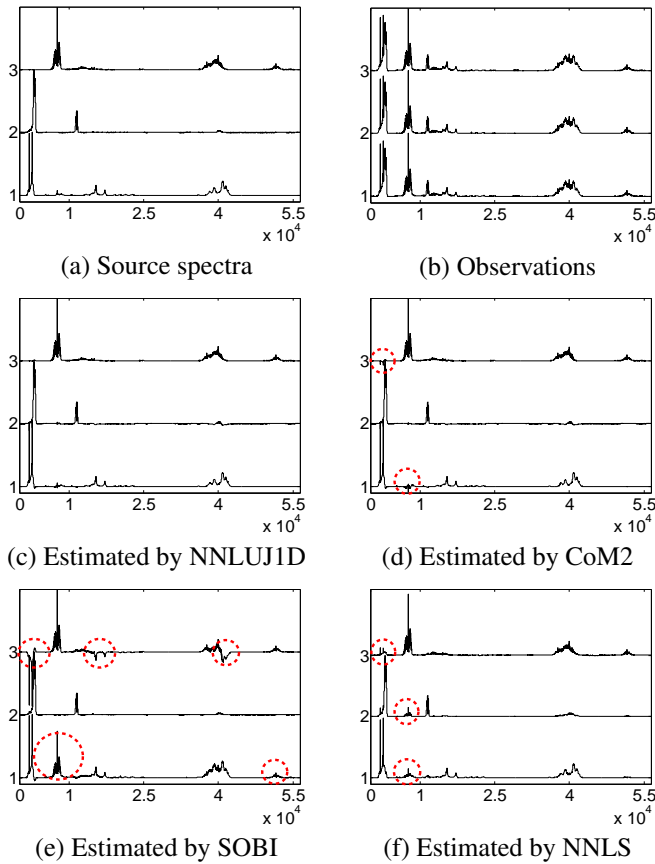 3
2
1
0 1 2.5 4 5.5
x 10^4
(a) Source spectra
3
2
1
0 1 2.5 4 5.5
x 10^4
(b) Observations
3
2
1
0 1 2.5 4 5.5
x 10^4
(c) Estimated by NNLUJ1D
3
2
1
0 1 2.5 4 5.5
x 10^4
(d) Estimated by CoM2
3
2
1
0 1 2.5 4 5.5
x 10^4
(e) Estimated by SOBI
3
2
1
0 1 2.5 4 5.5
x 10^4
(f) Estimated by NNLS